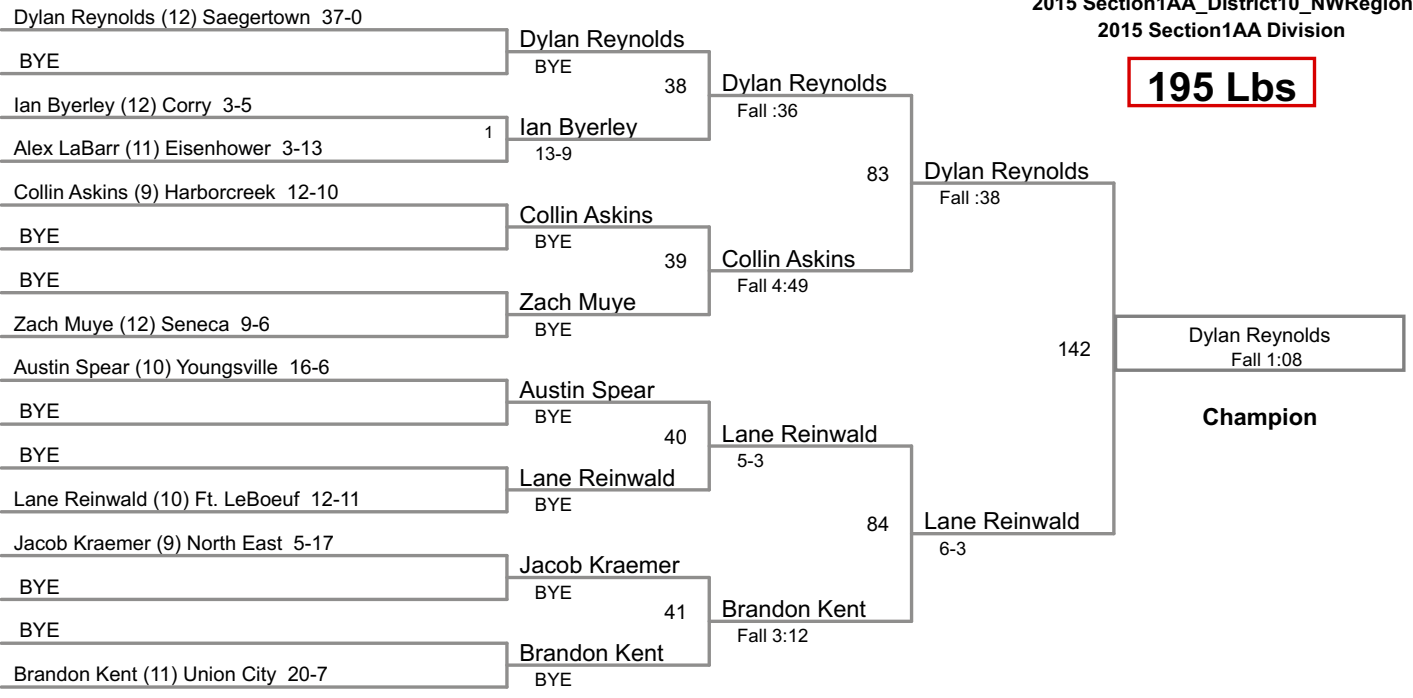 2015 Section1AA_District10_NWRegion
2015 Section1AA Division
195 Lbs
Dylan Reynolds (12) Saegertown 37-0
BYE
Ian Byerley (12) Corry 3-5
Alex LaBarr (11) Eisenhower 3-13
Collin Askins (9) Harborcreek 12-10
BYE
BYE
Zach Muye (12) Seneca 9-6
Austin Spear (10) Youngsville 16-6
BYE
BYE
Lane Reinwald (10) Ft. LeBoeuf 12-11
Jacob Kraemer (9) North East 5-17
BYE
BYE
Brandon Kent (11) Union City 20-7
1
Dylan Reynolds
BYE
Ian Byerley
13-9
Collin Askins
BYE
Zach Muye
BYE
Austin Spear
BYE
Lane Reinwald
BYE
Jacob Kraemer
BYE
Brandon Kent
BYE
38
39
40
41
Dylan Reynolds
Fall :36
Collin Askins
Fall 4:49
Lane Reinwald
5-3
Brandon Kent
Fall 3:12
83
84
Dylan Reynolds
Fall :38
Lane Reinwald
6-3
142
Dylan Reynolds
Fall 1:08
Champion